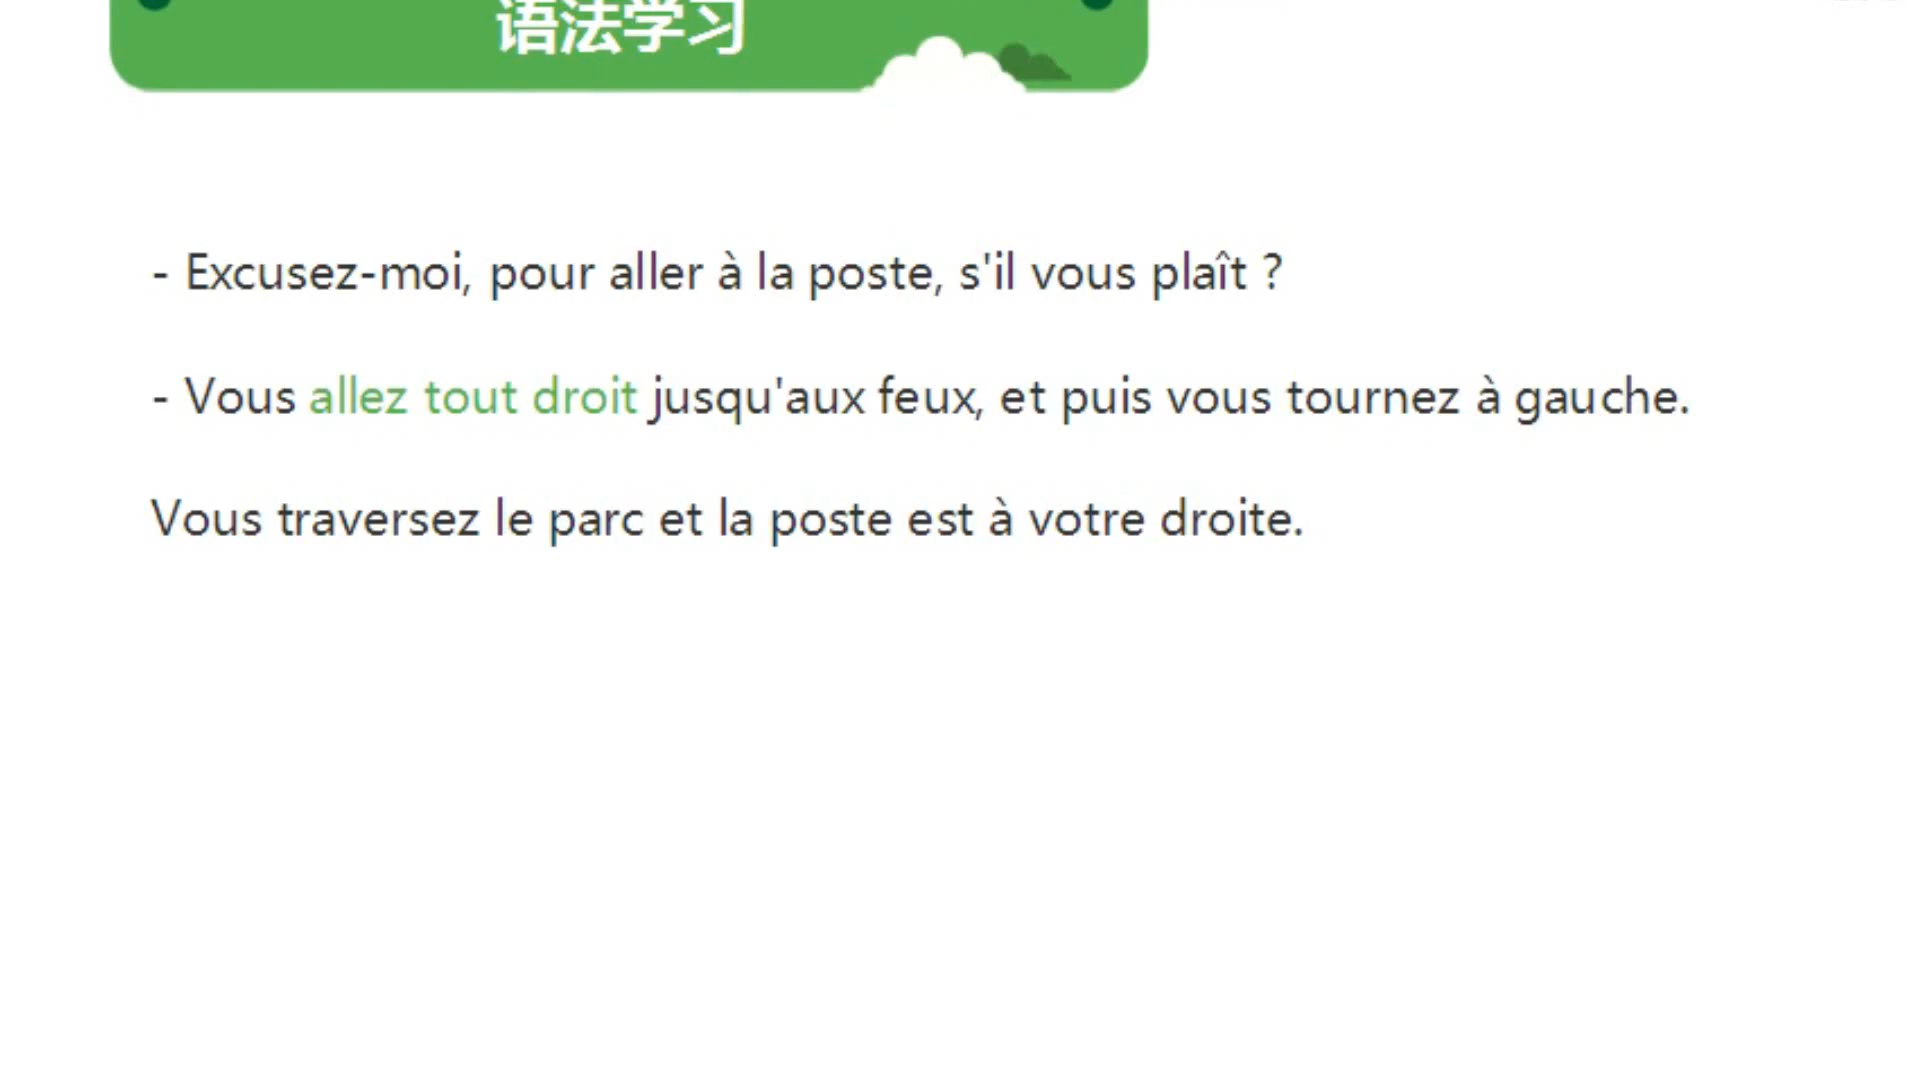 语法学习
- Excusez-moi, pour aller à la poste, s'il vous plaît ?
- Vous allez tout droit jusqu'aux feux, et puis vous tournez à gauche.
Vous traversez le parc et la poste est à votre droite.